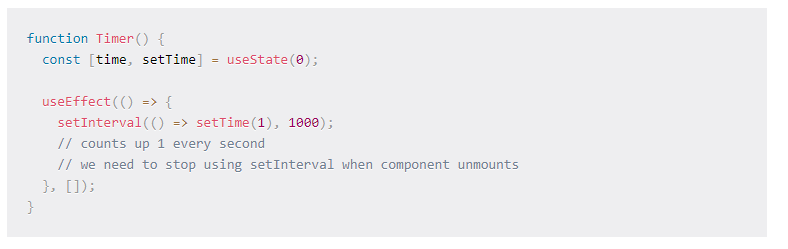 function Timer() {
  const [time, setTime] = useState(0);

  useEffect(() => {
    setInterval(() => setTime(1), 1000);
    // counts up 1 every second
    // we need to stop using setInterval when component unmounts
  }, []);
}